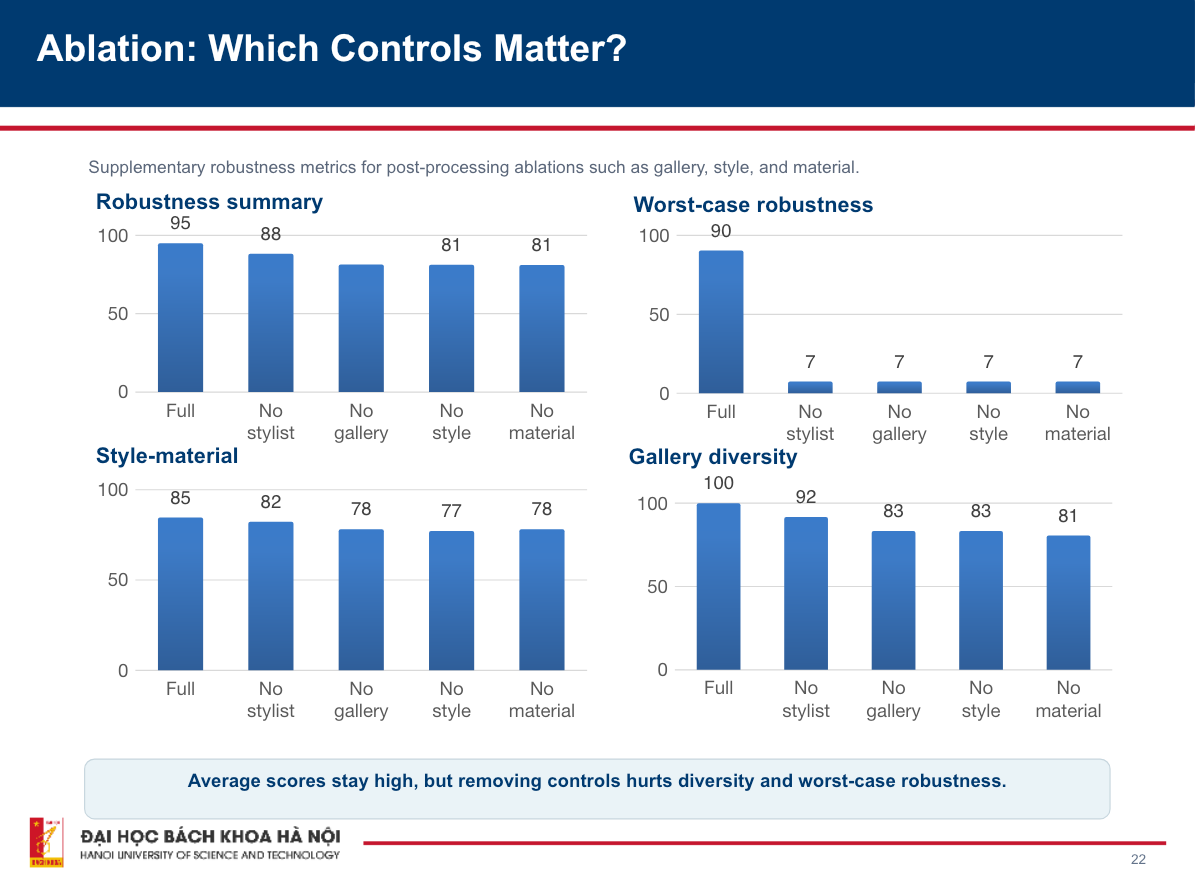 Ablation: Which Controls Matter?
Supplementary robustness metrics for post-processing ablations such as gallery, style, and material.
Robustness summary
95 88 81 81
100
50
0
Full No stylist No gallery No style No material
Worst-case robustness
90 7 7 7 7
100
50
0
Full No stylist No gallery No style No material
Style-material
85 82 78 77 78
100
50
0
Full No stylist No gallery No style No material
Gallery diversity
100 92 83 83 81
100
50
0
Full No stylist No gallery No style No material
Average scores stay high, but removing controls hurts diversity and worst-case robustness.
ĐẠI HỌC BÁCH KHOA HÀ NỘI
HANOI UNIVERSITY OF SCIENCE AND TECHNOLOGY
22